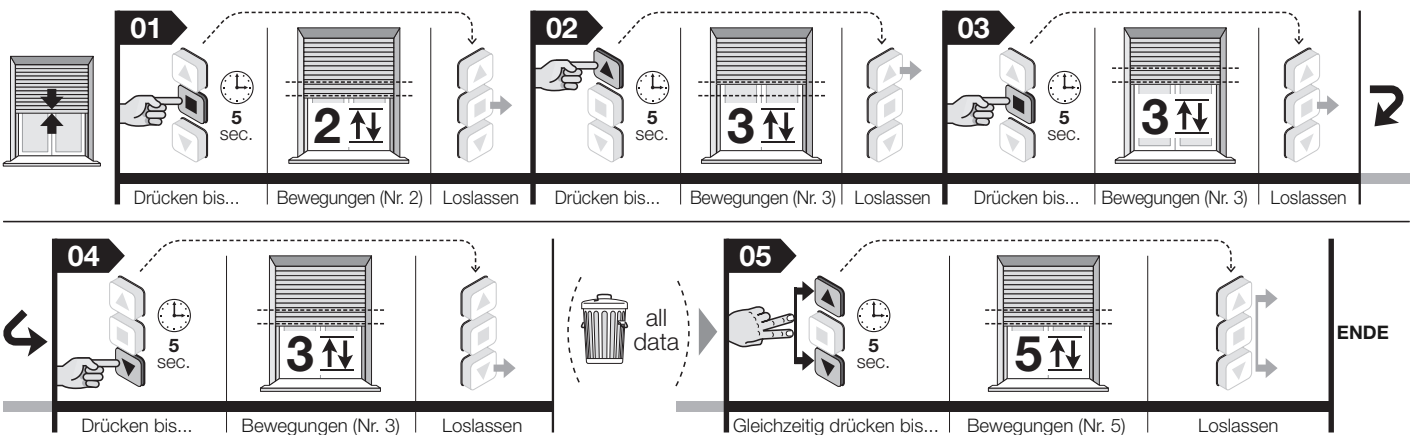 01
5
sec.
2
Drücken bis... Bewegungen (Nr. 2) Loslassen
02
5
sec.
3
Drücken bis... Bewegungen (Nr. 3) Loslassen
03
5
sec.
3
Drücken bis... Bewegungen (Nr. 3) Loslassen
04
5
sec.
3
Drücken bis... Bewegungen (Nr. 3) Loslassen
all
data
05
5
sec.
5
Gleichzeitig drücken bis... Bewegungen (Nr. 5) Loslassen
ENDE